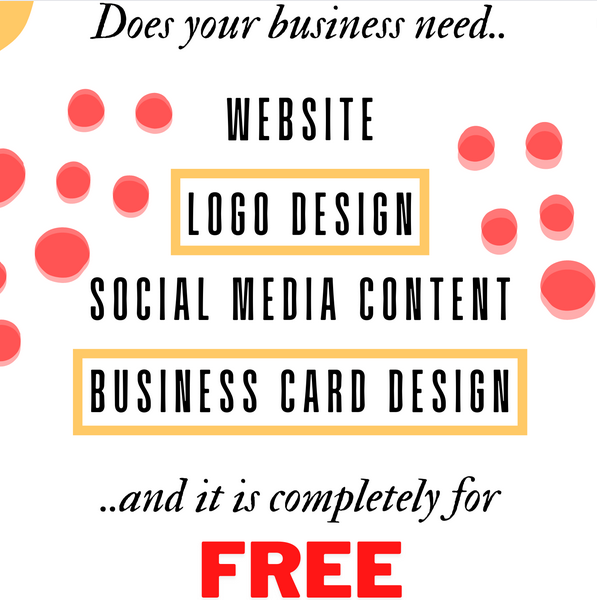 Does your business need..
WEBSITE
LOGO DESIGN
SOCIAL MEDIA CONTENT
BUSINESS CARD DESIGN
..and it is completely for
FREE